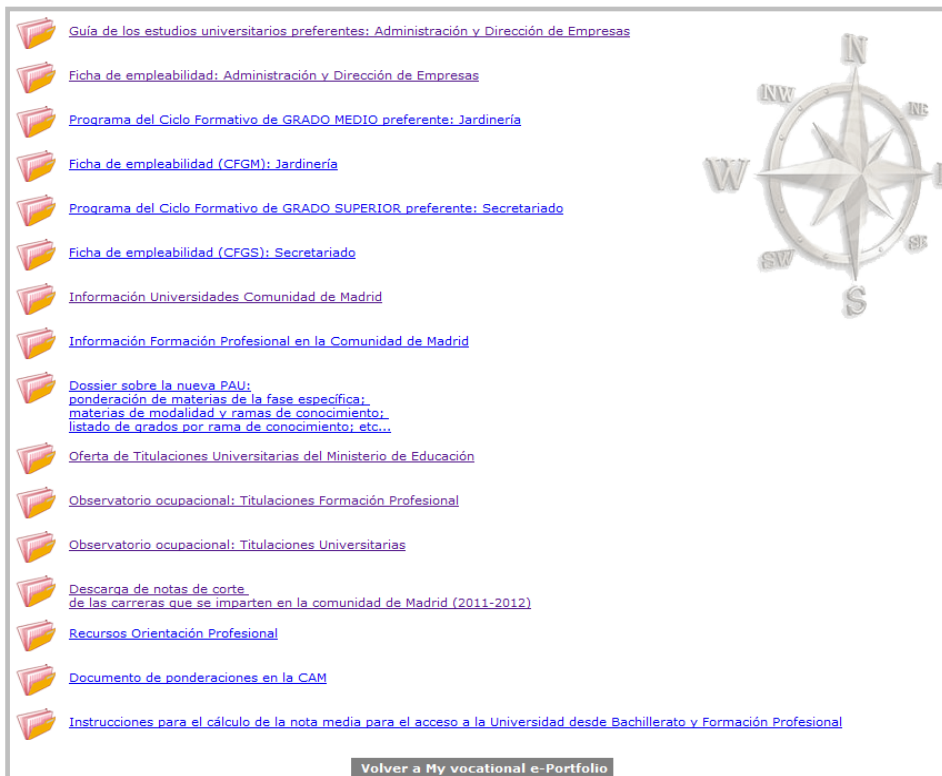 Guía de los estudios universitarios preferentes: Administración y Dirección de Empresas
Ficha de empleabilidad: Administración y Dirección de Empresas
Programa del Ciclo Formativo de GRADO MEDIO preferente: Jardinería
Ficha de empleabilidad (CFGM): Jardinería
Programa del Ciclo Formativo de GRADO SUPERIOR preferente: Secretariado
Ficha de empleabilidad (CFGS): Secretariado
Información Universidades Comunidad de Madrid
Información Formación Profesional en la Comunidad de Madrid
Dossier sobre la nueva PAU:
ponderación de materias de la fase específica;
materias de modalidad y ramas de conocimiento;
listado de grados por rama de conocimiento; etc...
Oferta de Titulaciones Universitarias del Ministerio de Educación
Observatorio ocupacional: Titulaciones Formación Profesional
Observatorio ocupacional: Titulaciones Universitarias
Descarga de notas de corte
de las carreras que se imparten en la comunidad de Madrid (2011-2012)
Recursos Orientación Profesional
Documento de ponderaciones en la CAM
Instrucciones para el cálculo de la nota media para el acceso a la Universidad desde Bachillerato y Formación Profesional
Volver a My vocational e-Portfolio
N
NW
NE
W
SW
SE
S